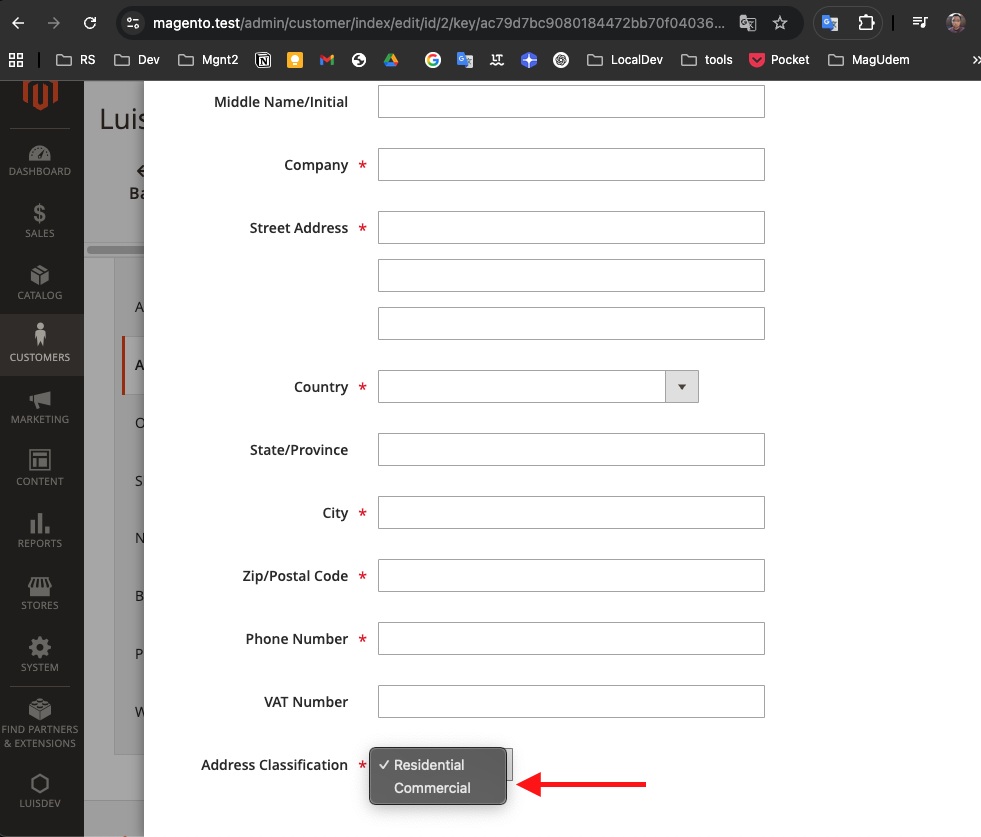 magento.test/admin/customer/index/edit/id/2/key/ac79d7bc9080184472bb70f04036...
RS
Dev
Mgnt2
LocalDev
tools
Pocket
MagUdem
»
Luis
Ba
DASHBOARD
$
SALES
CATALOG
CUSTOMERS
MARKETING
CONTENT
REPORTS
STORES
SYSTEM
FIND PARTNERS
& EXTENSIONS
LUISDEV
A
A
O
S
N
B
P
W
Middle Name/Initial
Company *
Street Address *
Country *
State/Province
City *
Zip/Postal Code *
Phone Number *
VAT Number
Address Classification *
✓ Residential
Commercial